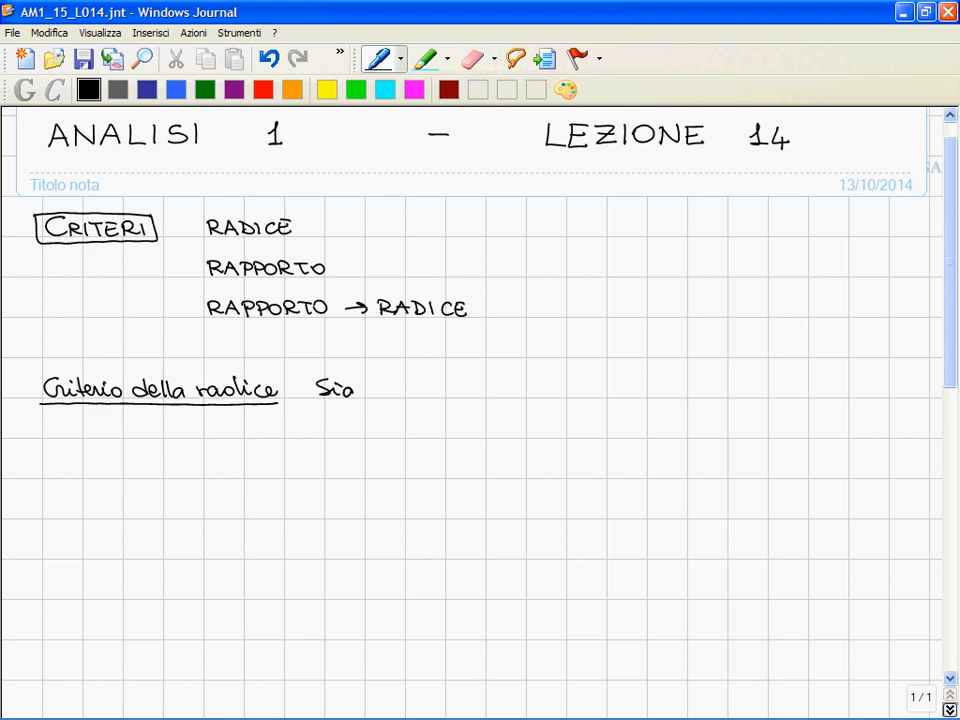 AM1_15_L014.jnt - Windows Journal
File Modifica Visualizza Inserisci Azioni Strumenti ?
G C
ANALISI 1 - LEZIONE 14
Titolo nota 13/10/2014
CRITERI RADICE
RAPPORTO
RAPPORTO → RADICE
Criterio della radice Sia
1 / 1